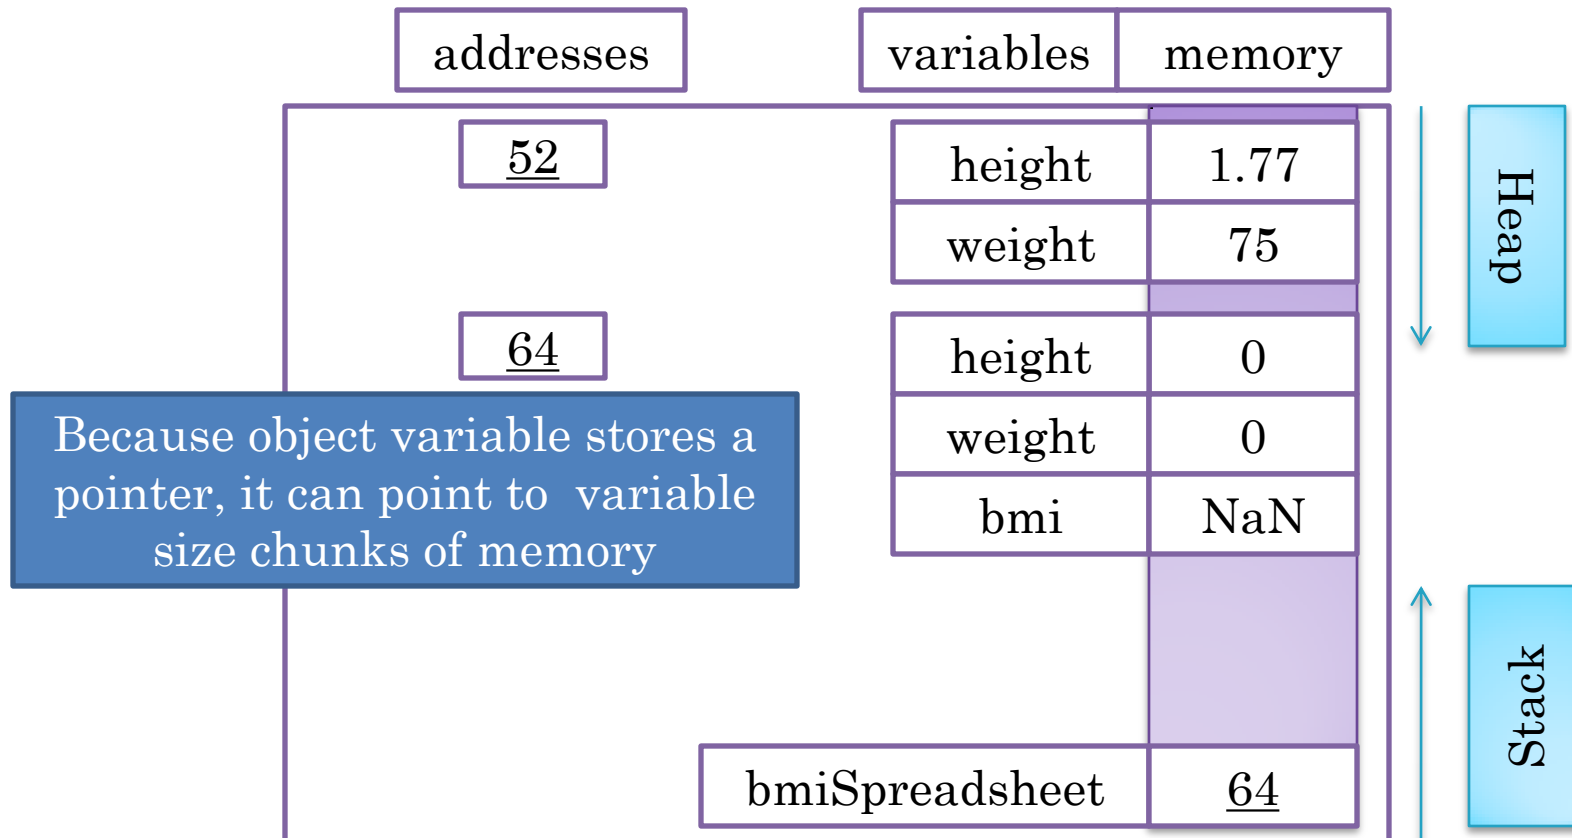 addresses variables memory
52 height 1.77
weight 75
Heap
64 height 0
Because object variable stores a
pointer, it can point to variable
size chunks of memory
weight 0
bmi NaN
Stack
bmiSpreadsheet 64